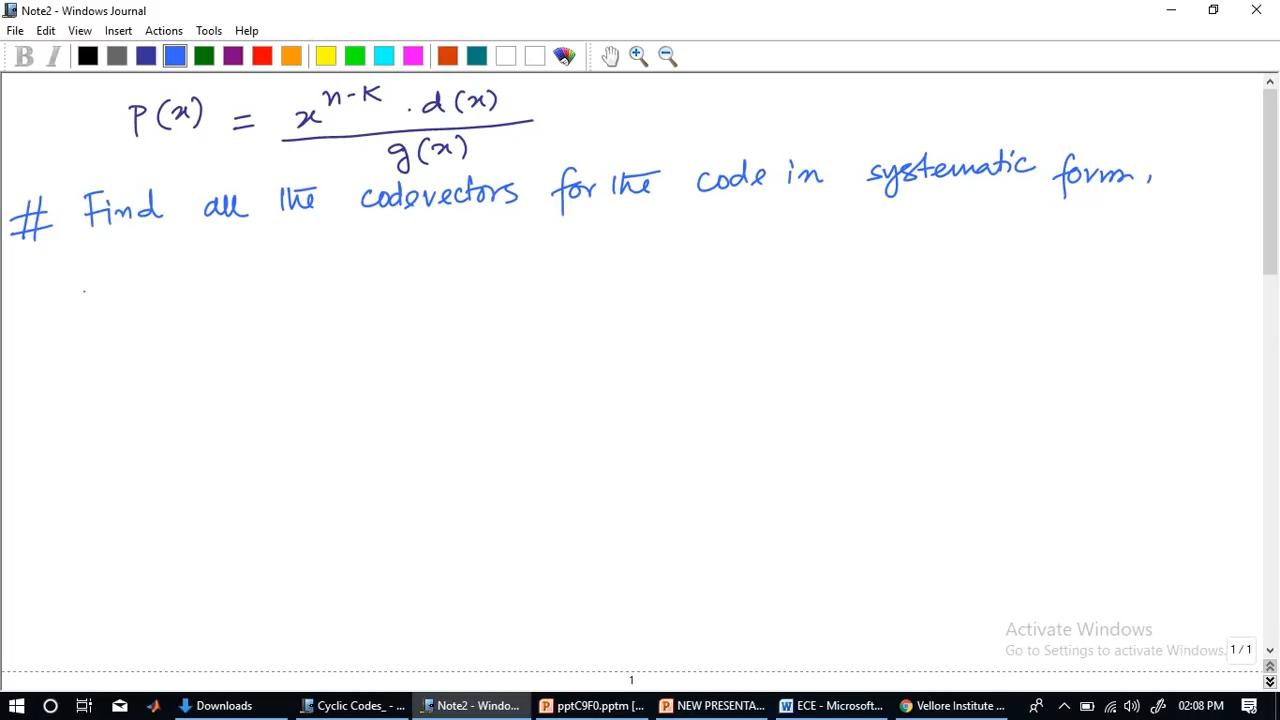 Note2 - Windows Journal
File Edit View Insert Actions Tools Help
B I
P(x) = x^{n-k} . d(x) / g(x)
# Find all the codevectors for the code in systematic form.
Activate Windows
Go to Settings to activate Windows.
1 / 1
1
Downloads Cyclic Codes_ - ... Note2 - Windo... pptC9F0.pptm [... NEW PRESENTA... ECE - Microsoft... Vellore Institute ... 02:08 PM